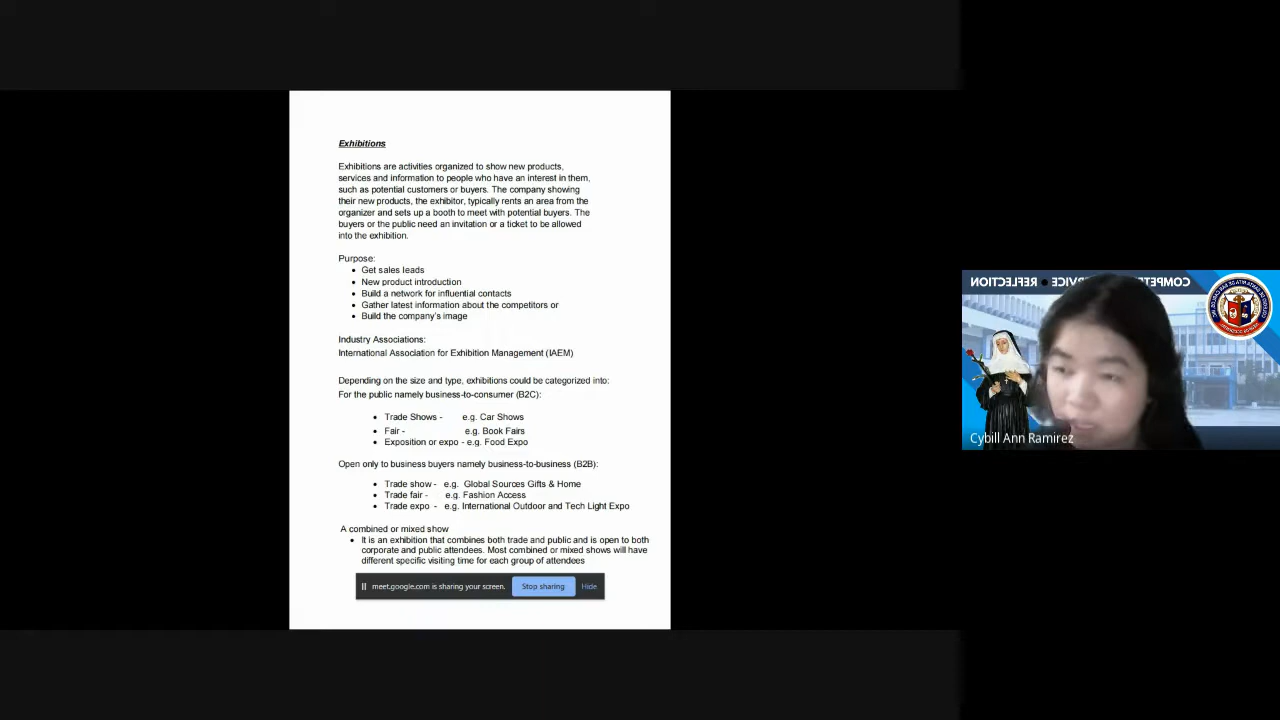 Exhibitions
Exhibitions are activities organized to show new products,
services and information to people who have an interest in them,
such as potential customers or buyers. The company showing
their new products, the exhibitor, typically rents an area from the
organizer and sets up a booth to meet with potential buyers. The
buyers or the public need an invitation or a ticket to be allowed
into the exhibition.
Purpose:
• Get sales leads
• New product introduction
• Build a network for influential contacts
• Gather latest information about the competitors or
• Build the company's image
Industry Associations:
International Association for Exhibition Management (IAEM)
Depending on the size and type, exhibitions could be categorized into:
For the public namely business-to-consumer (B2C):
• Trade Shows - e.g. Car Shows
• Fair - e.g. Book Fairs
• Exposition or expo - e.g. Food Expo
Open only to business buyers namely business-to-business (B2B):
• Trade show - e.g. Global Sources Gifts & Home
• Trade fair - e.g. Fashion Access
• Trade expo - e.g. International Outdoor and Tech Light Expo
A combined or mixed show
• It is an exhibition that combines both trade and public and is open to both
corporate and public attendees. Most combined or mixed shows will have
different specific visiting time for each group of attendees
meet.google.com is sharing your screen. Stop sharing Hide
REFLECTION ● SERVICE COMPETE
Cybill Ann Ramirez